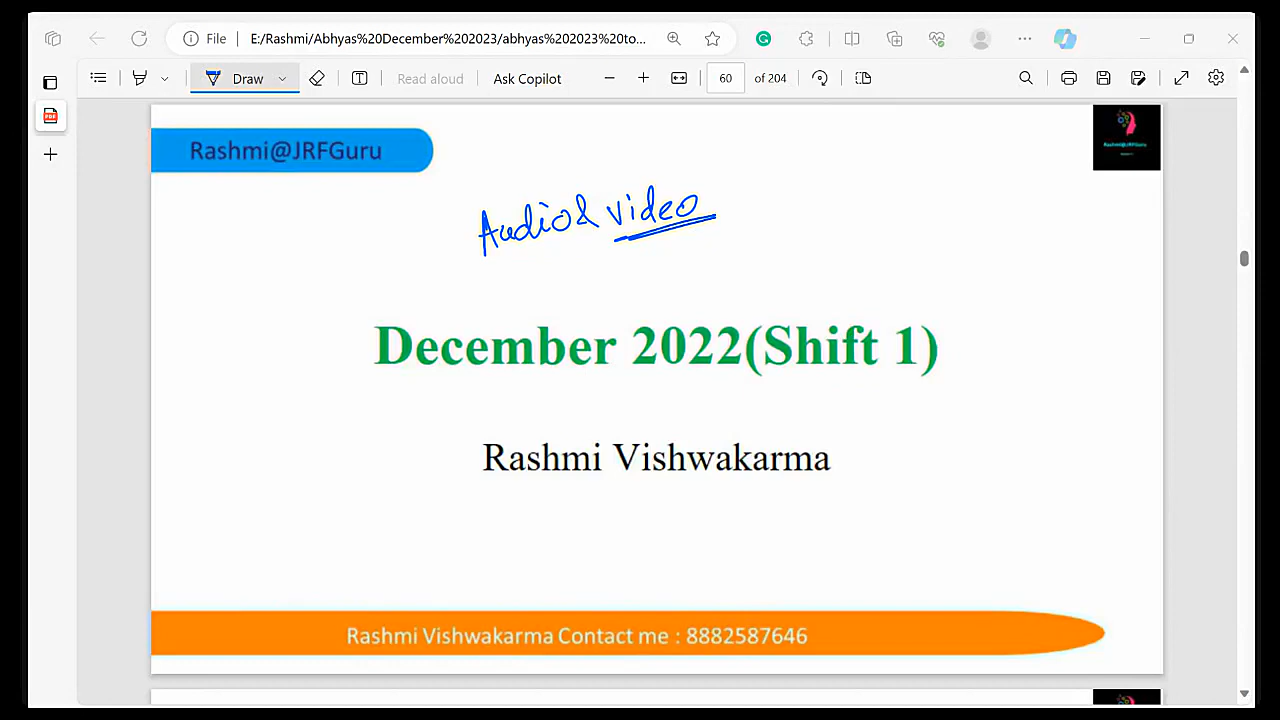 File
E:/Rashmi/Abhyas%20December%202023/abhyas%202023%20to...
Draw
Read aloud
Ask Copilot
60
of 204
Rashmi@JRFGuru
Audio & video
December 2022(Shift 1)
Rashmi Vishwakarma
Rashmi Vishwakarma Contact me : 8882587646